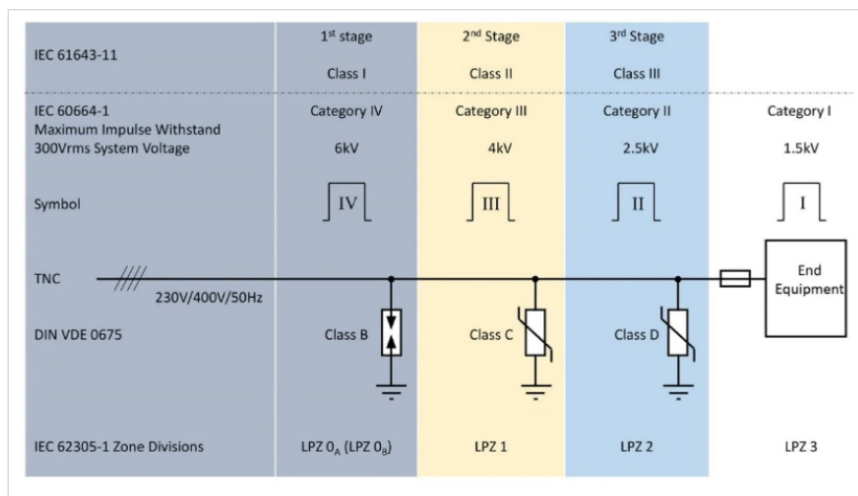 1st stage
2nd Stage
3rd Stage
IEC 61643-11
Class I
Class II
Class III
IEC 60664-1
Maximum Impulse Withstand
300Vrms System Voltage
Category IV
Category III
Category II
Category I
6kV
4kV
2.5kV
1.5kV
Symbol
IV
III
II
I
TNC
230V/400V/50Hz
End
Equipment
DIN VDE 0675
Class B
Class C
Class D
IEC 62305-1 Zone Divisions
LPZ 0A (LPZ 0B)
LPZ 1
LPZ 2
LPZ 3